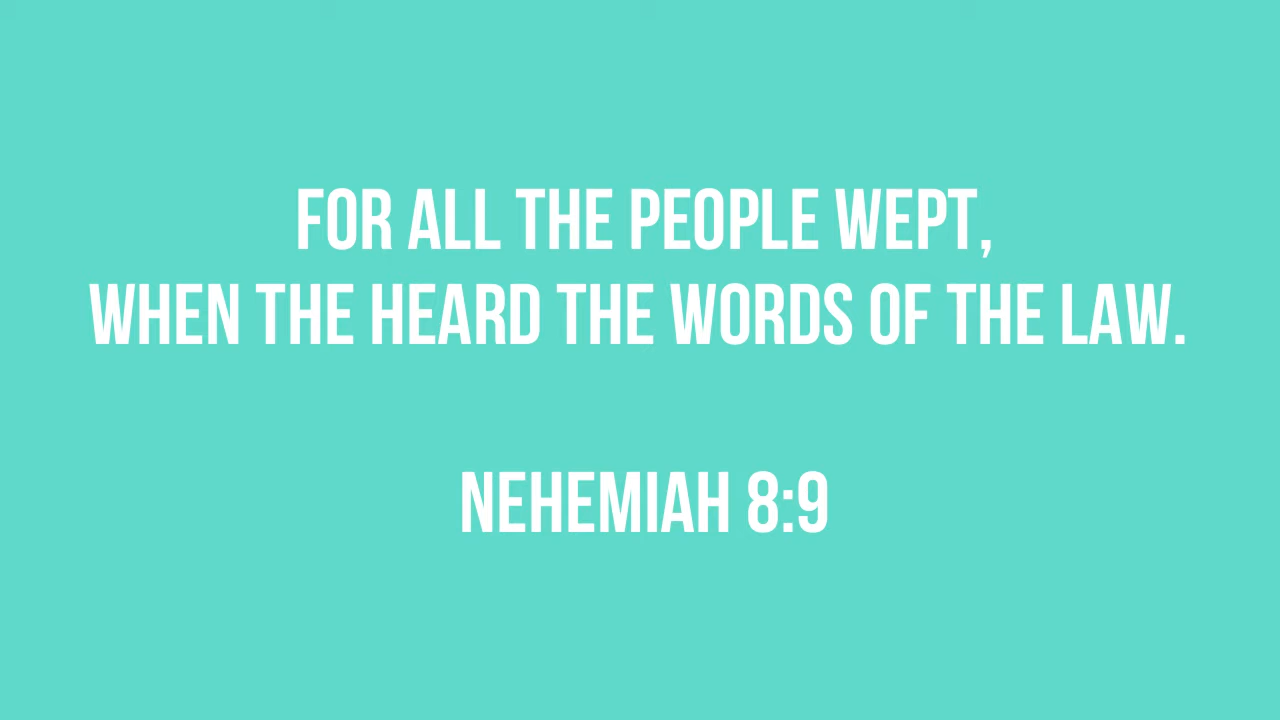 FOR ALL THE PEOPLE WEPT,
WHEN THE HEARD THE WORDS OF THE LAW.
NEHEMIAH 8:9